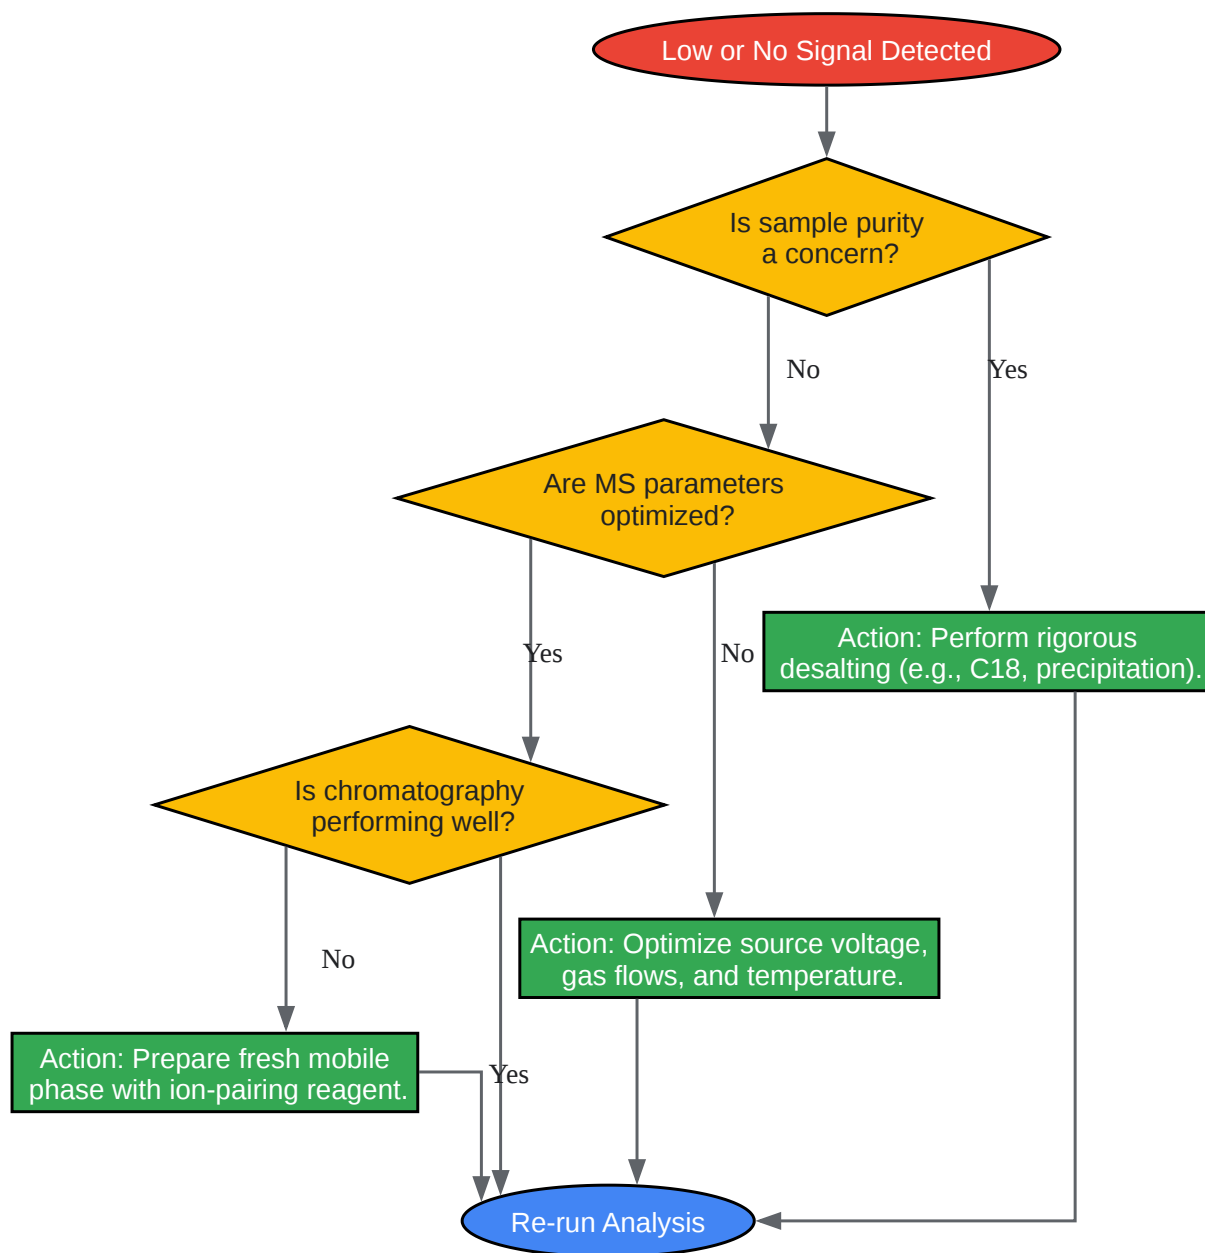 Low or No Signal Detected
Is sample purity
a concern?
No
Yes
Are MS parameters
optimized?
Yes
No
Action: Perform rigorous
desalting (e.g., C18, precipitation).
Is chromatography
performing well?
Action: Optimize source voltage,
gas flows, and temperature.
No
Action: Prepare fresh mobile
phase with ion-pairing reagent.
Yes
Re-run Analysis